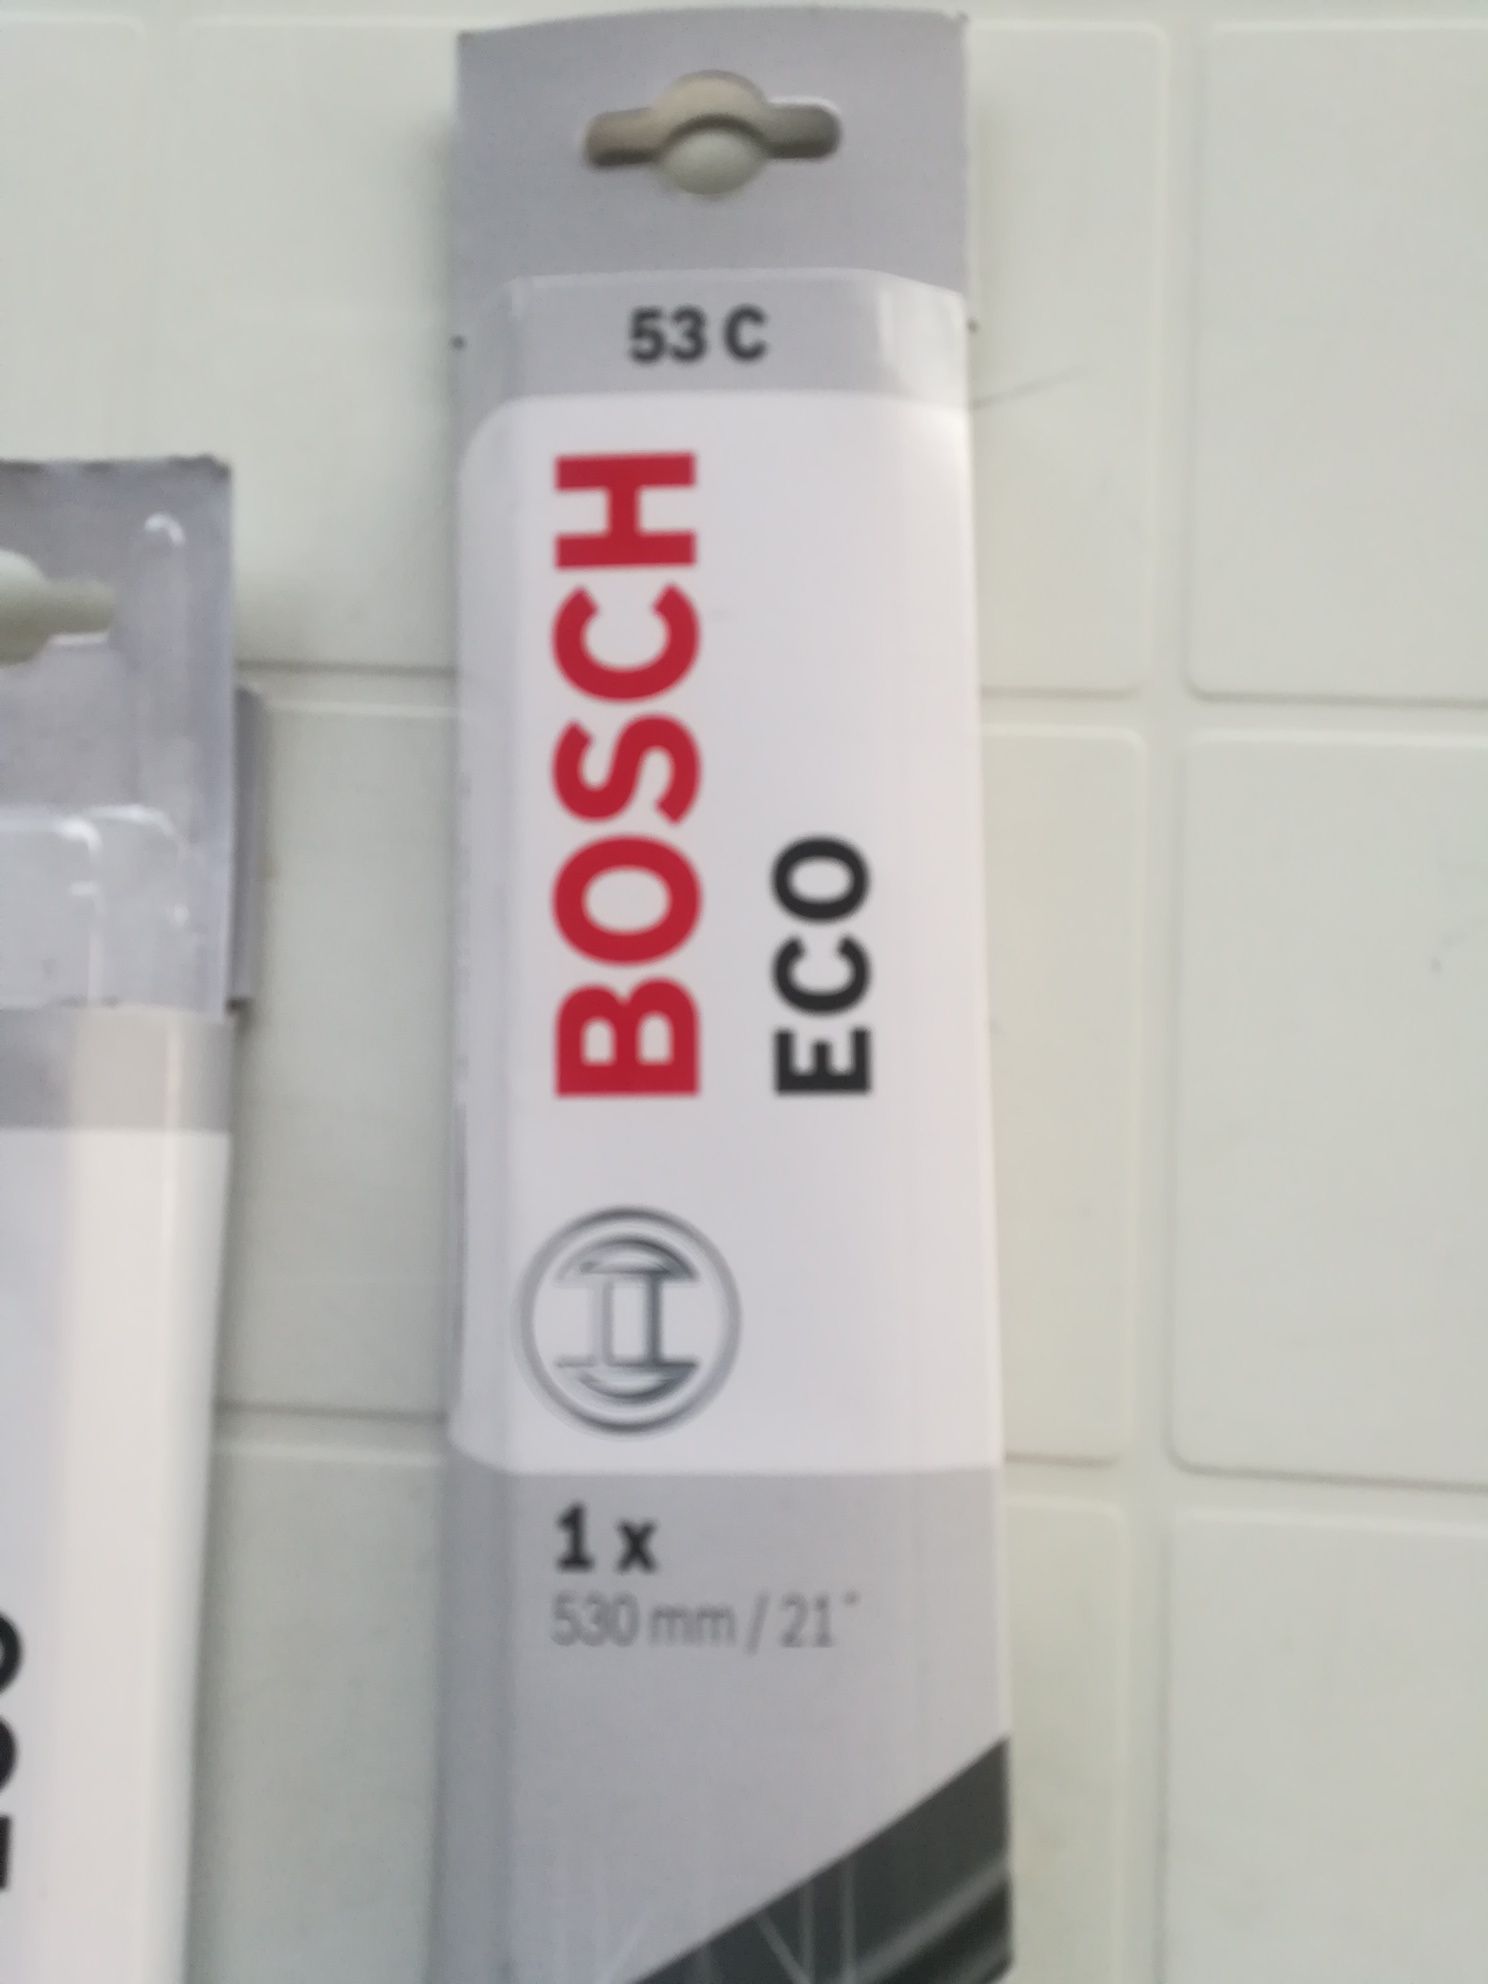 53 C
BOSCH
ECO
1 x
530 mm / 21"